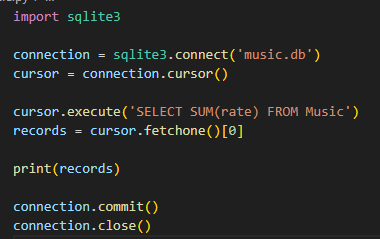 import sqlite3
connection = sqlite3.connect('music.db')
cursor = connection.cursor()
cursor.execute('SELECT SUM(rate) FROM Music')
records = cursor.fetchone()[0]
print(records)
connection.commit()
connection.close()